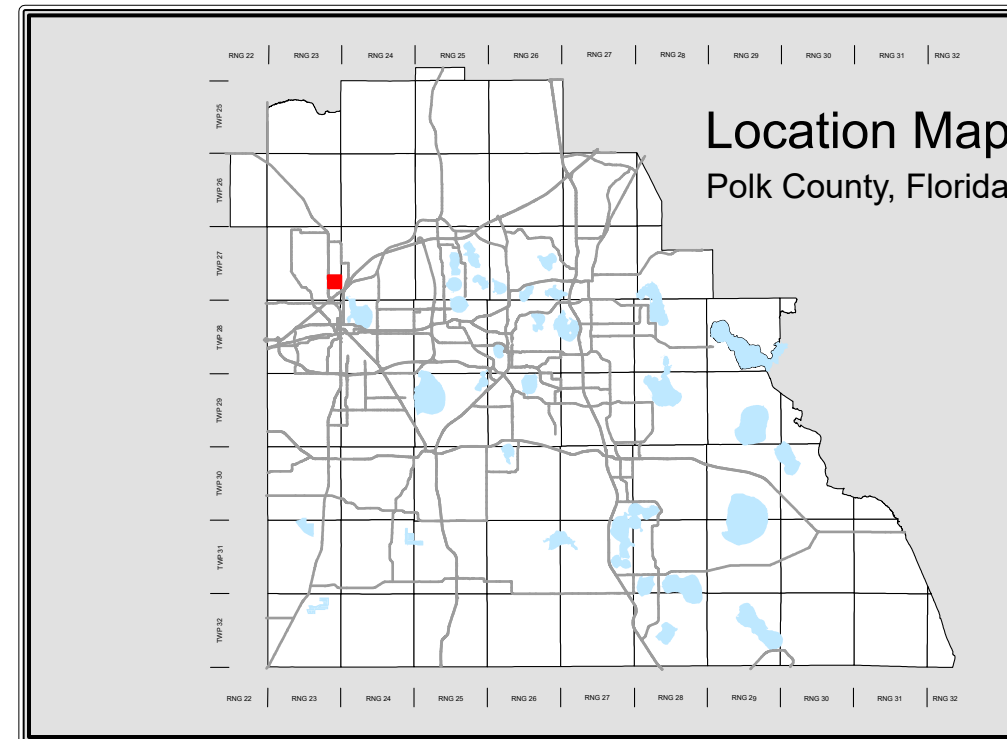 RNG 22 RNG 23 RNG 24 RNG 25 RNG 26 RNG 27 RNG 28 RNG 29 RNG 30 RNG 31 RNG 32
Location Map
Polk County, Florida
TWP 25
TWP 26
TWP 27
TWP 28
TWP 29
TWP 30
TWP 31
TWP 32
RNG 22 RNG 23 RNG 24 RNG 25 RNG 26 RNG 27 RNG 28 RNG 29 RNG 30 RNG 31 RNG 32